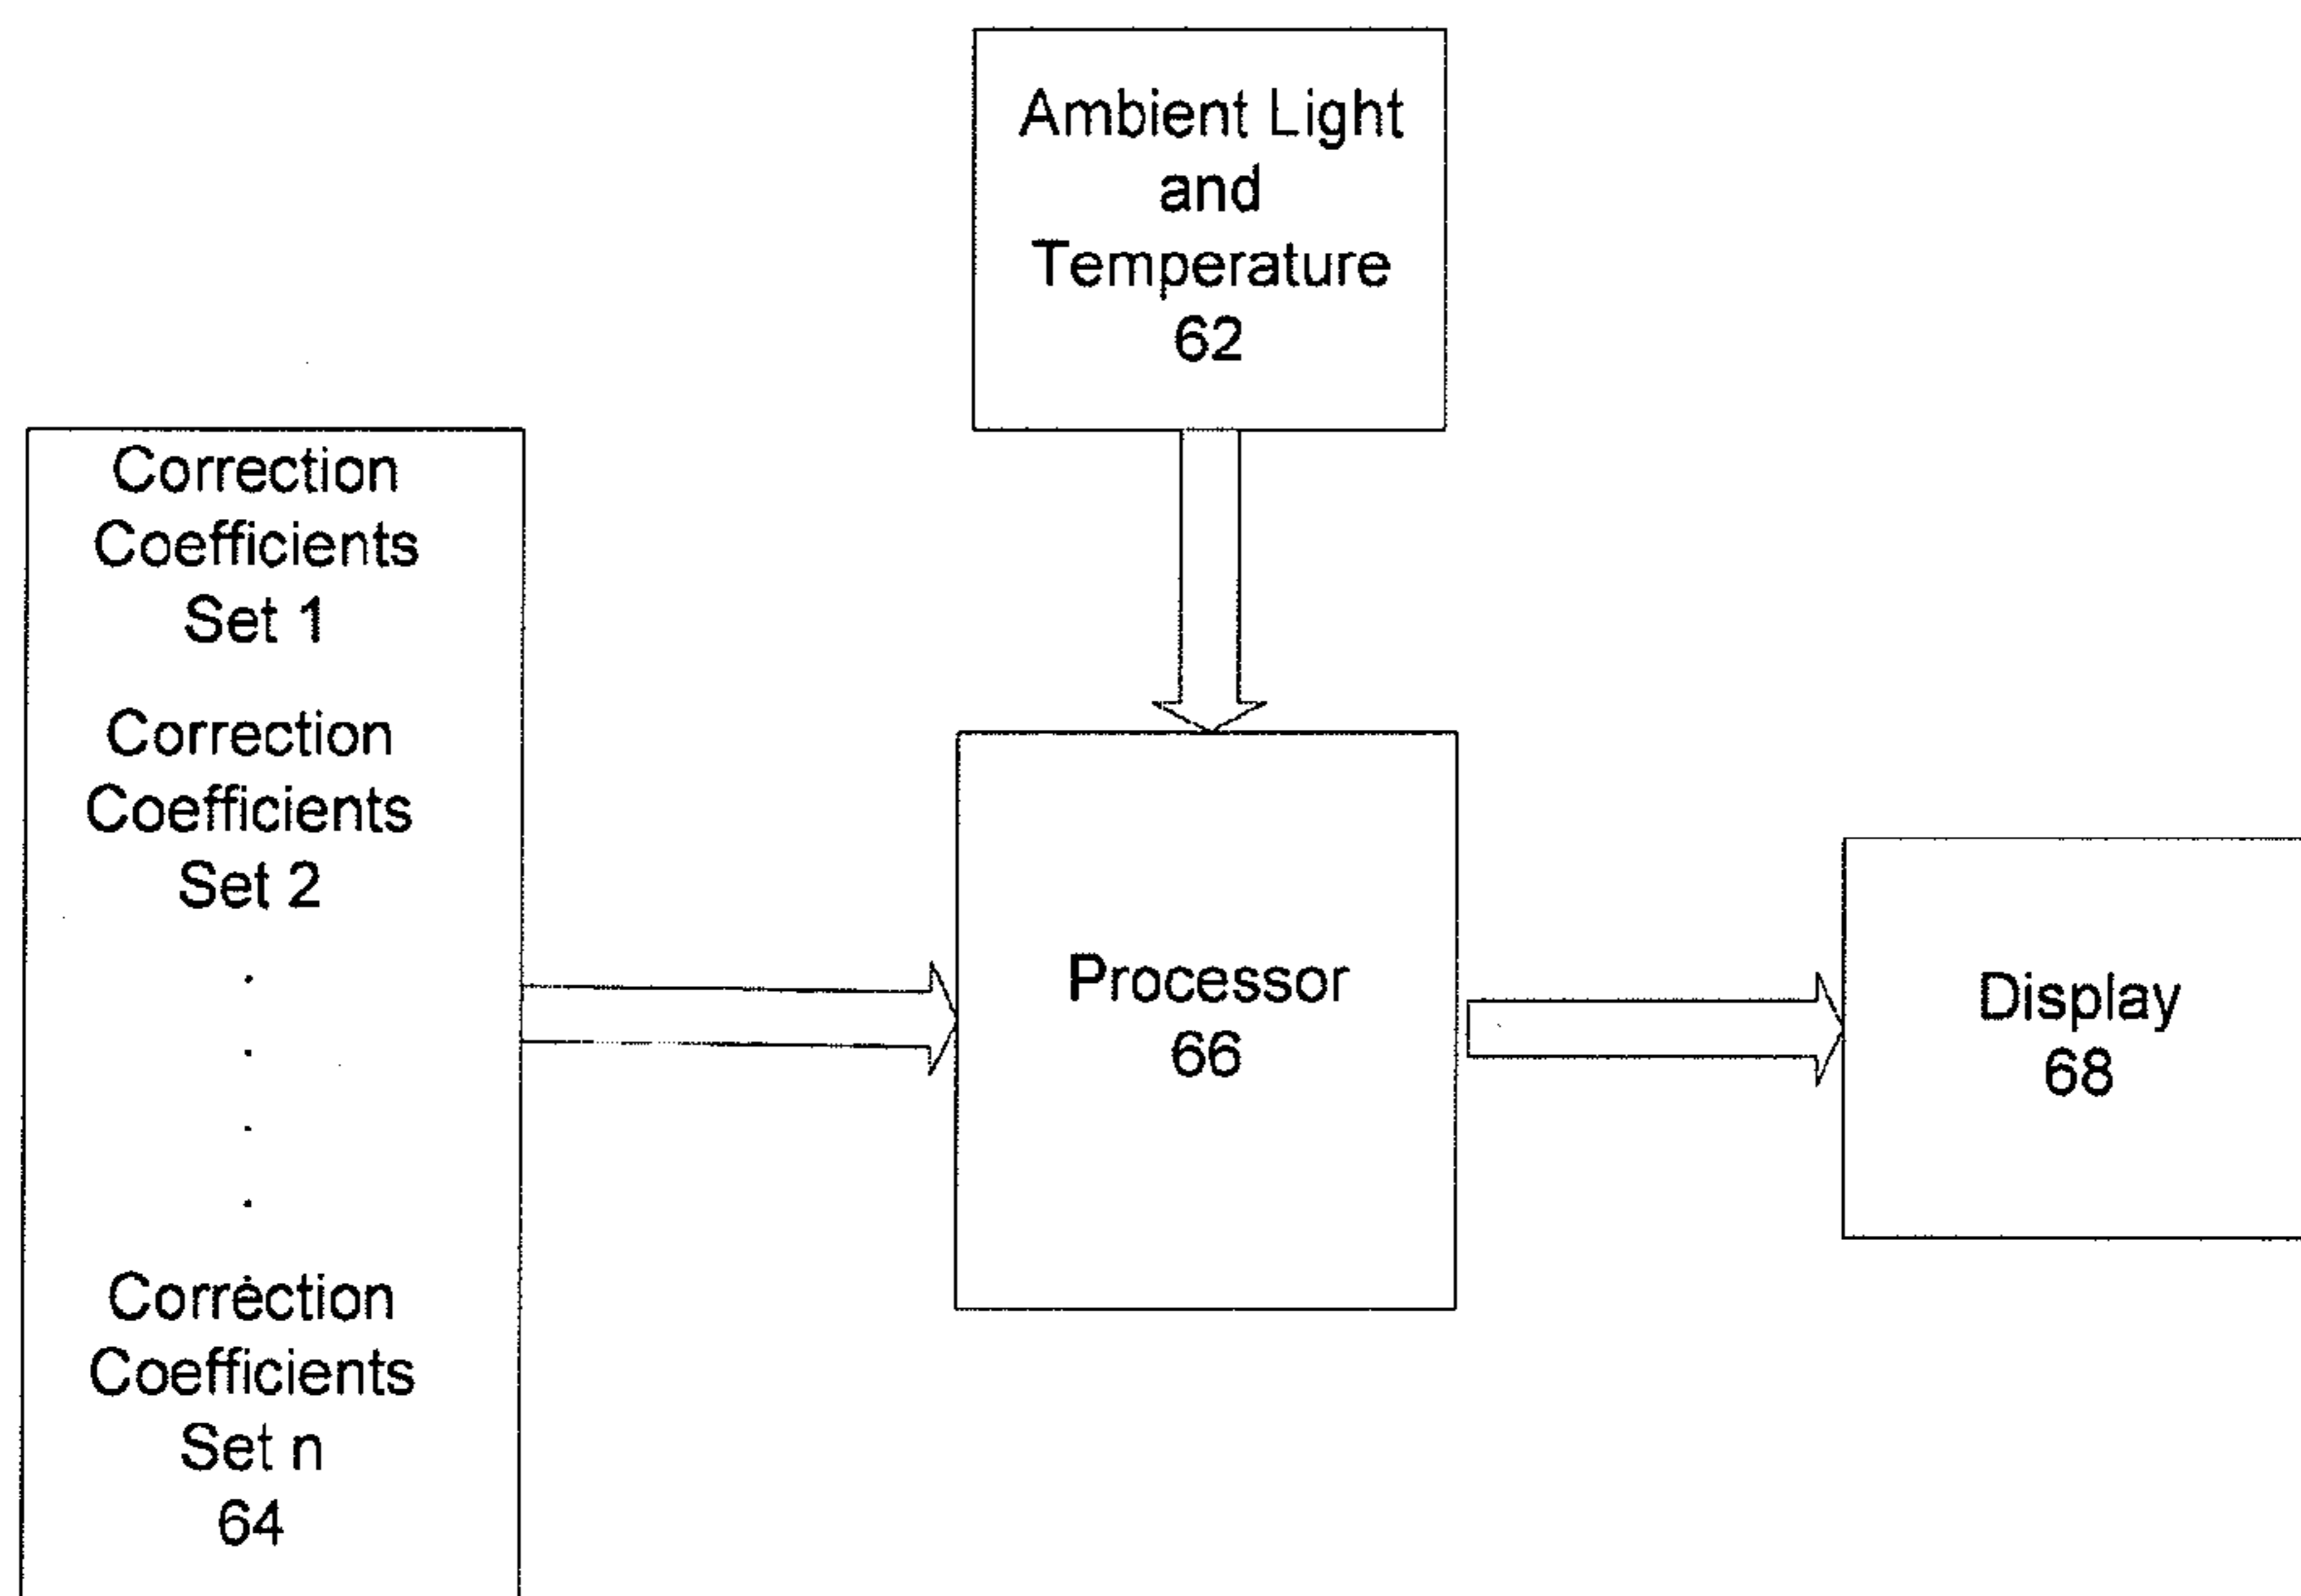 Ambient Light
and
Temperature
62
Correction
Coefficients
Set 1
Correction
Coefficients
Set 2
.
.
.
.
.
Correction
Coefficients
Set n
64
Processor
66
Display
68